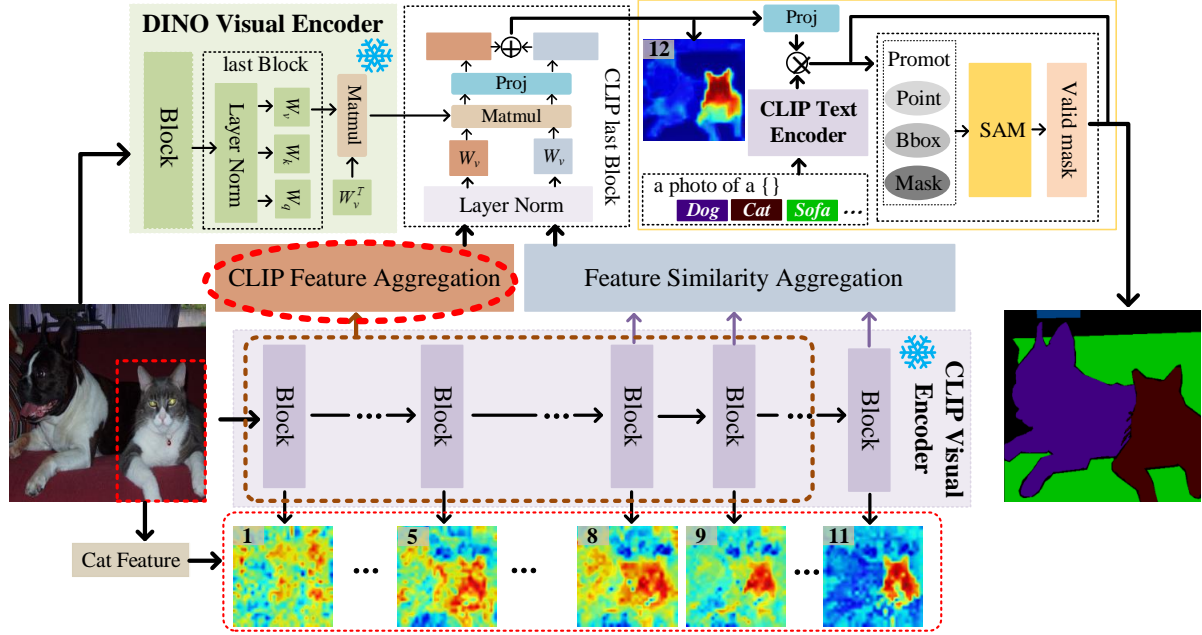 DINO Visual Encoder
last Block
Block
Layer Norm
W_v
W_k
W_q
Matmul
W_v^T
Proj
Matmul
W_v
W_v
Layer Norm
CLIP last Block
12
Proj
CLIP Text
Encoder
a photo of a {}
Dog Cat Sofa ...
Promot
Point
Bbox
Mask
SAM
Valid mask
CLIP Feature Aggregation
Feature Similarity Aggregation
Block
...
Block
...
Block
Block
...
Block
CLIP Visual
Encoder
Cat Feature
1
...
5
...
8
9
...
11